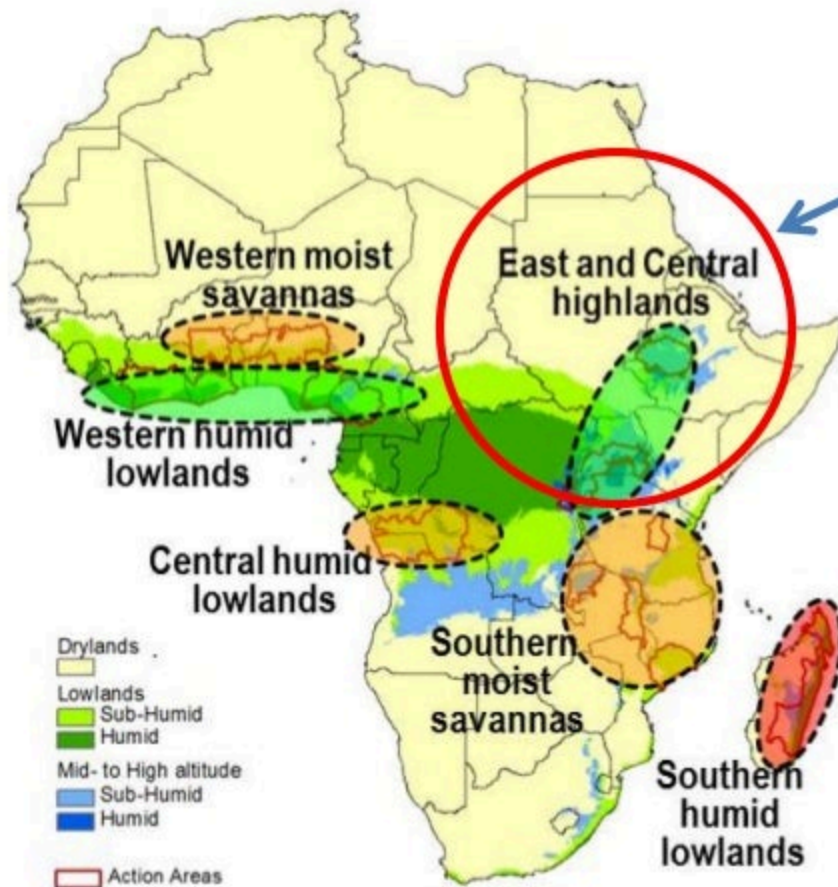 Western moist
savannas
East and Central
highlands
Western humid
lowlands
Central humid
lowlands
Southern
moist
savannas
Southern
humid
lowlands
Drylands
Lowlands
Sub-Humid
Humid
Mid- to High altitude
Sub-Humid
Humid
Action Areas